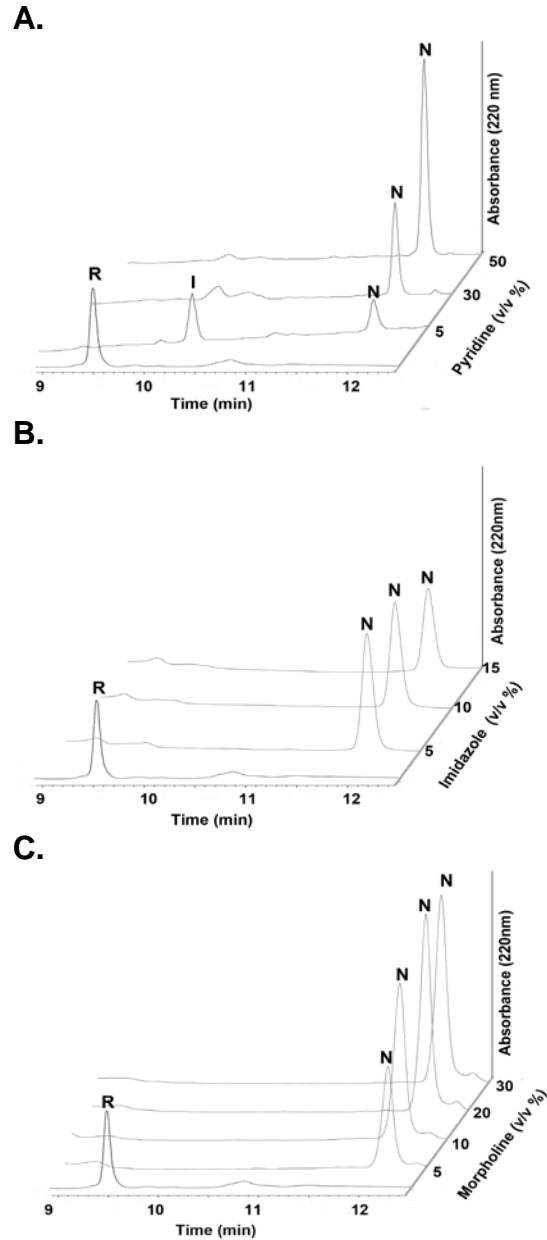 A.
N
Absorbance (220 nm)
N
50
R
I
N
30
5
Pyridine (v/v %)
9 10 11 12
Time (min)
B.
Absorbance (220nm)
N N N
R
15
10
5
Imidazole (v/v %)
9 10 11 12
Time (min)
C.
N
N
Absorbance (220nm)
N
N
R
30
20
10
5
Morpholine (v/v %)
9 10 11 12
Time (min)